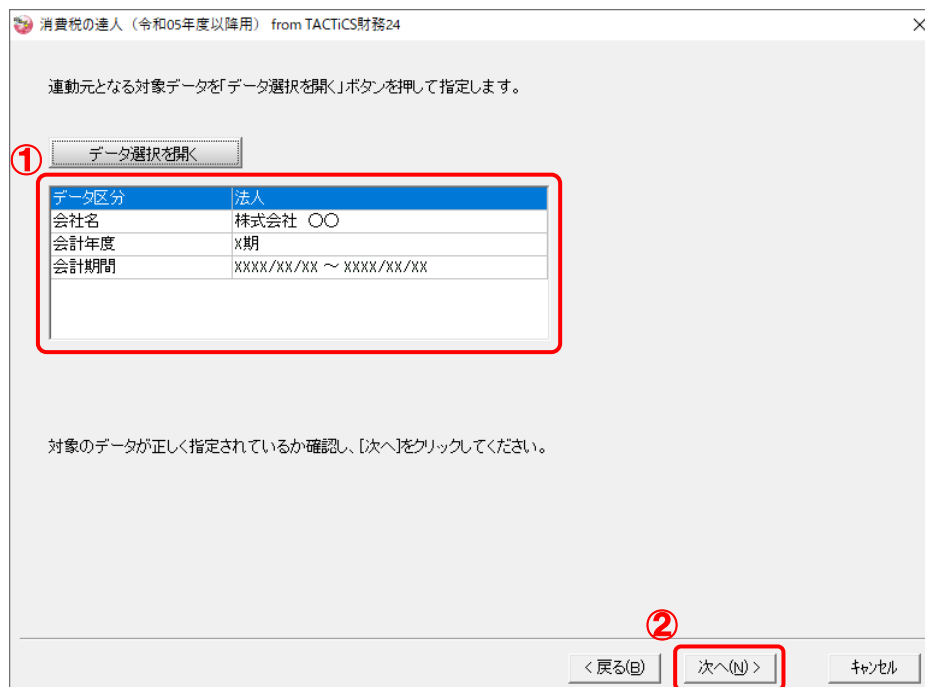 消費税の達人（令和05年度以降用） from TACTiCS財務24
連動元となる対象データを「データ選択を開く」ボタンを押して指定します。
①
データ選択を開く
データ区分 法人
会社名 株式会社 〇〇
会計年度 X期
会計期間 XXXX/XX/XX ～ XXXX/XX/XX
対象のデータが正しく指定されているか確認し、[次へ]をクリックしてください。
②
< 戻る(B) 次へ(N) > キャンセル